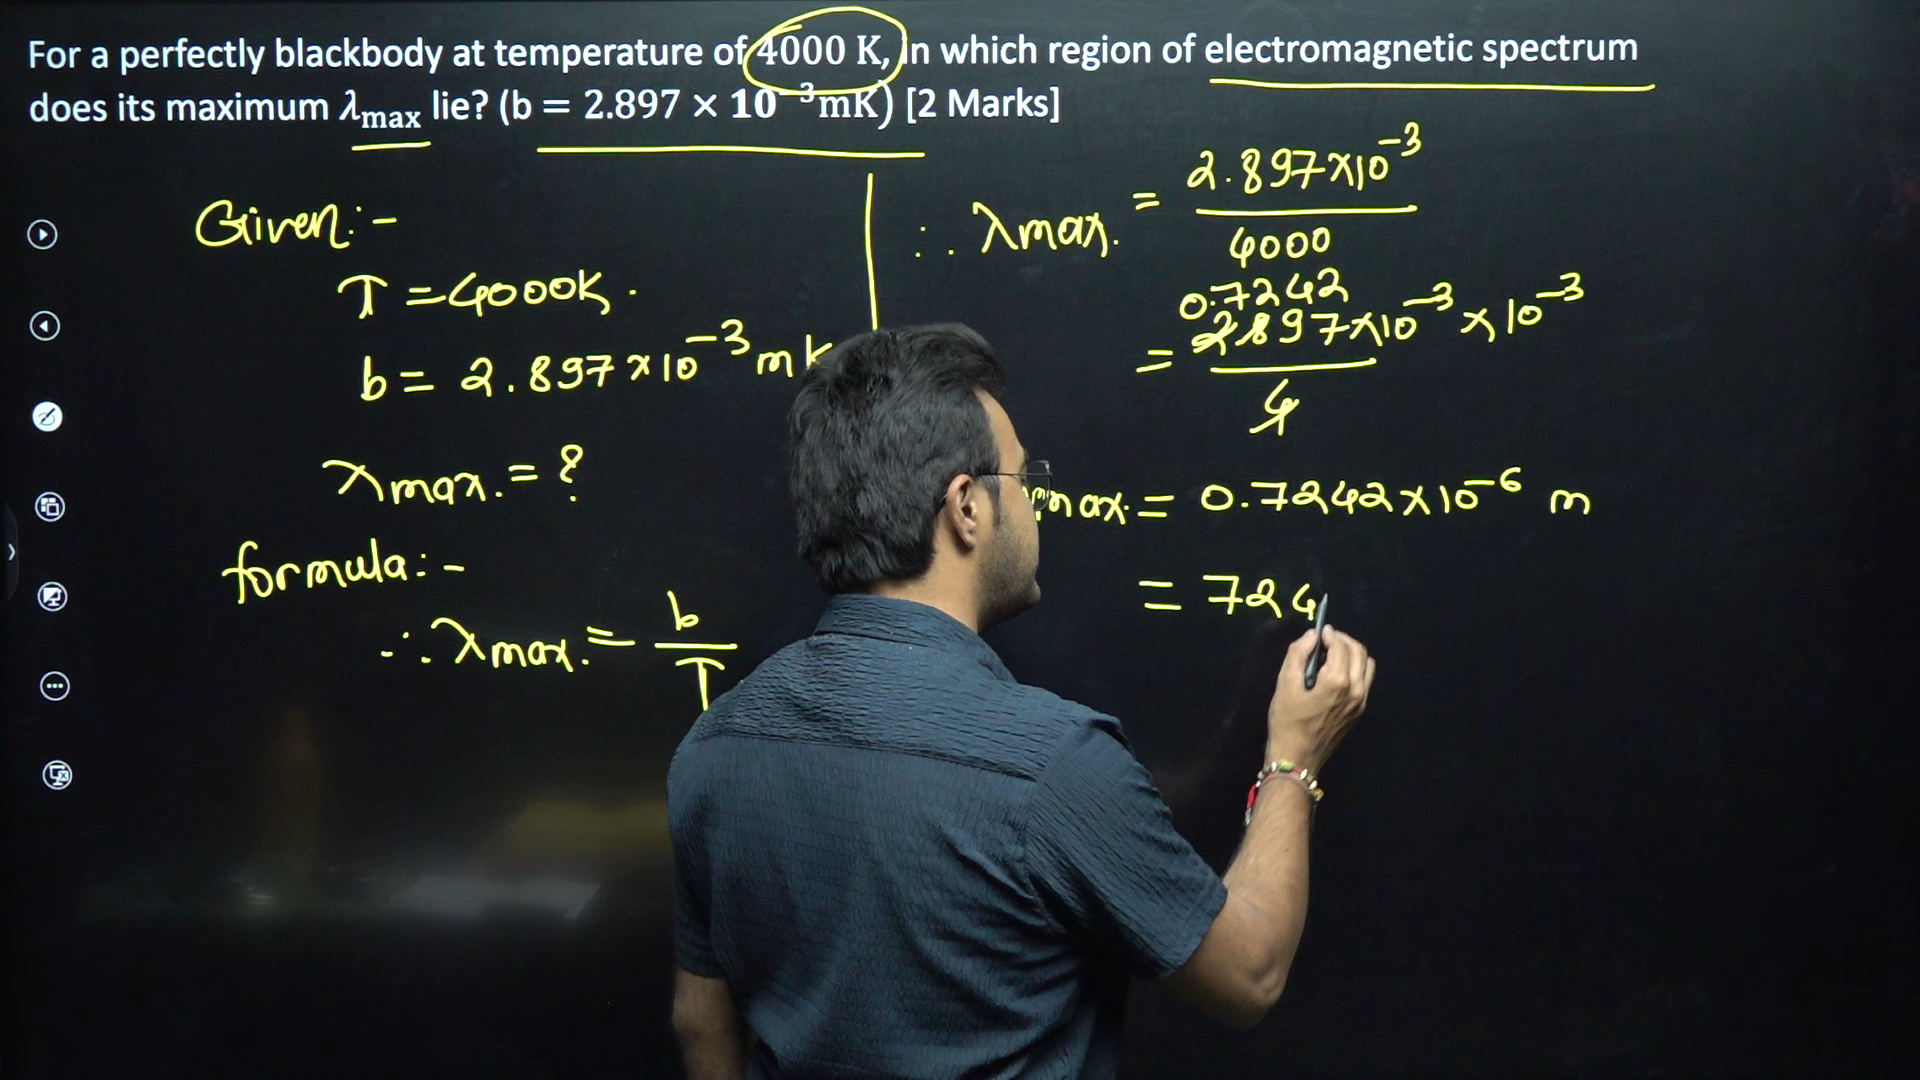 For a perfectly blackbody at temperature of 4000 K, in which region of electromagnetic spectrum
does its maximum λmax lie? (b = 2.897 × 10⁻³mK) [2 Marks]
Given:-
T = 4000K.
b = 2.897 × 10⁻³ mK
λmax. = ?
formula:-
∴ λmax. = b/T
∴ λmax. = 2.897×10⁻³/4000
0.7242
= 2897×10⁻³ × 10⁻³/4
max. = 0.7242×10⁻⁶ m
= 724